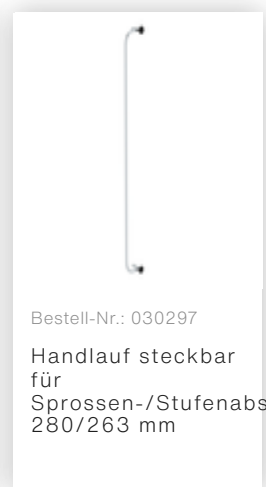 Bestell-Nr.: 030297
Handlauf steckbar
für
Sprossen-/Stufenabs
280/263 mm